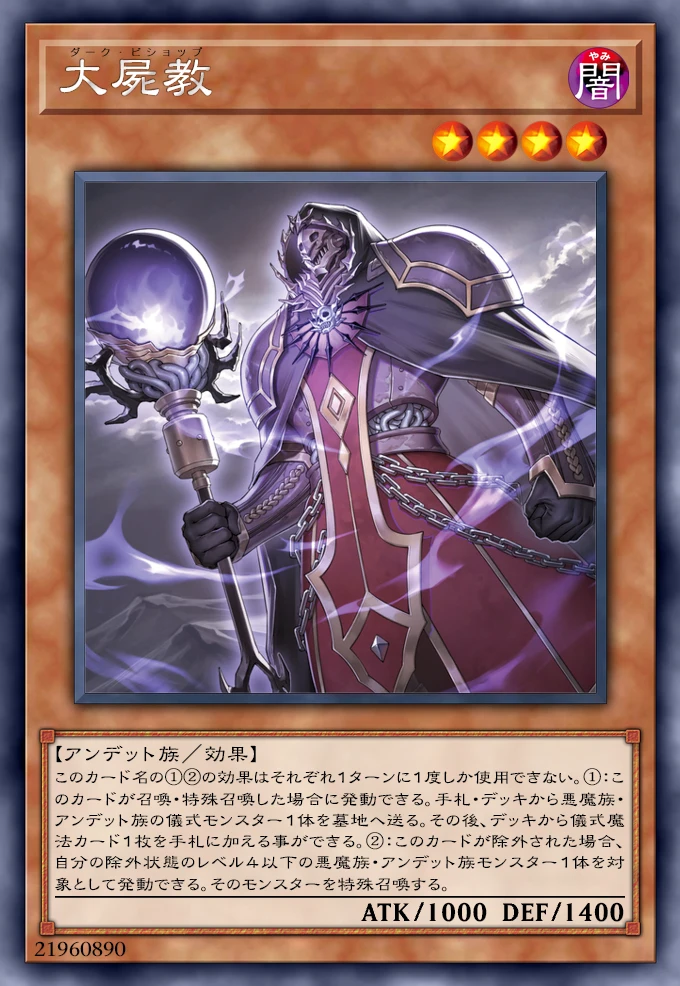 ダーク・ビショップ
大屍教
やみ
闇
【アンデット族／効果】
このカード名の①②の効果はそれぞれ1ターンに1度しか使用できない。①：こ
のカードが召喚・特殊召喚した場合に発動できる。手札・デッキから悪魔族・
アンデット族の儀式モンスター1体を墓地へ送る。その後、デッキから儀式魔
法カード1枚を手札に加える事ができる。②：このカードが除外された場合、
自分の除外状態のレベル4以下の悪魔族・アンデット族モンスター1体を対
象として発動できる。そのモンスターを特殊召喚する。
ATK/1000 DEF/1400
21960890